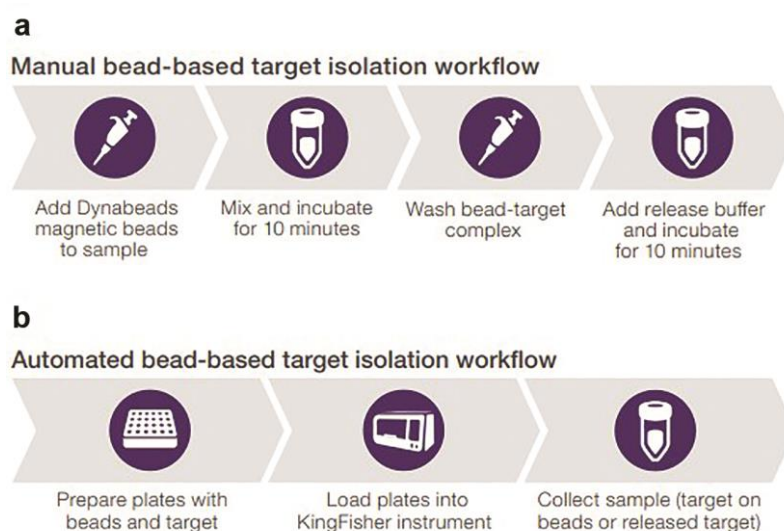 a
Manual bead-based target isolation workflow
Add Dynabeads
magnetic beads
to sample
Mix and incubate
for 10 minutes
Wash bead-target
complex
Add release buffer
and incubate
for 10 minutes
b
Automated bead-based target isolation workflow
Prepare plates with
beads and target
Load plates into
KingFisher instrument
Collect sample (target on
beads or released target)